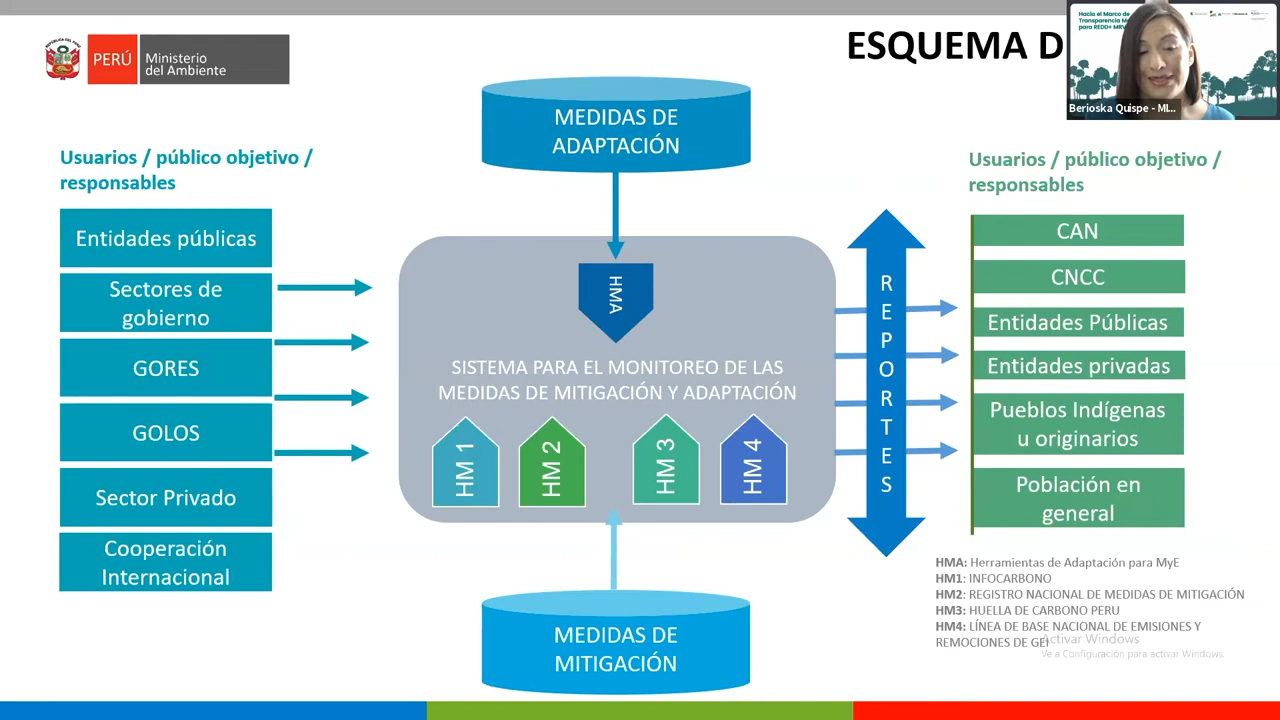 PERÚ
Ministerio
del Ambiente
ESQUEMA D
Hacia el Marco de
Transparencia
para REDD+
Berioska Quispe - MI...
MEDIDAS DE
ADAPTACIÓN
Usuarios / público objetivo /
responsables
Entidades públicas
Sectores de
gobierno
GORES
GOLOS
Sector Privado
Cooperación
Internacional
HMA
SISTEMA PARA EL MONITOREO DE LAS
MEDIDAS DE MITIGACIÓN Y ADAPTACIÓN
HM 1
HM 2
HM 3
HM 4
MEDIDAS DE
MITIGACIÓN
REPORTES
Usuarios / público objetivo /
responsables
CAN
CNCC
Entidades Públicas
Entidades privadas
Pueblos Indígenas
u originarios
Población en
general
HMA: Herramientas de Adaptación para MyE
HM1: INFOCARBONO
HM2: REGISTRO NACIONAL DE MEDIDAS DE MITIGACIÓN
HM3: HUELLA DE CARBONO PERU
HM4: LÍNEA DE BASE NACIONAL DE EMISIONES Y
REMOCIONES DE GEI
Activar Windows
Ve a Configuración para activar Windows.